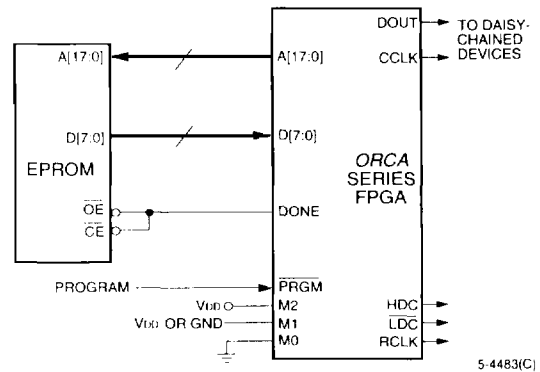 DOUT
TO DAISY-
CHAINED
DEVICES
A[17:0]
A[17:0]
CCLK
D[7:0]
D[7:0]
EPROM
ORCA
SERIES
FPGA
OE
CE
DONE
PROGRAM
PRGM
VDD
M2
HDC
VDD OR GND
M1
LDC
M0
RCLK
5-4483(C)